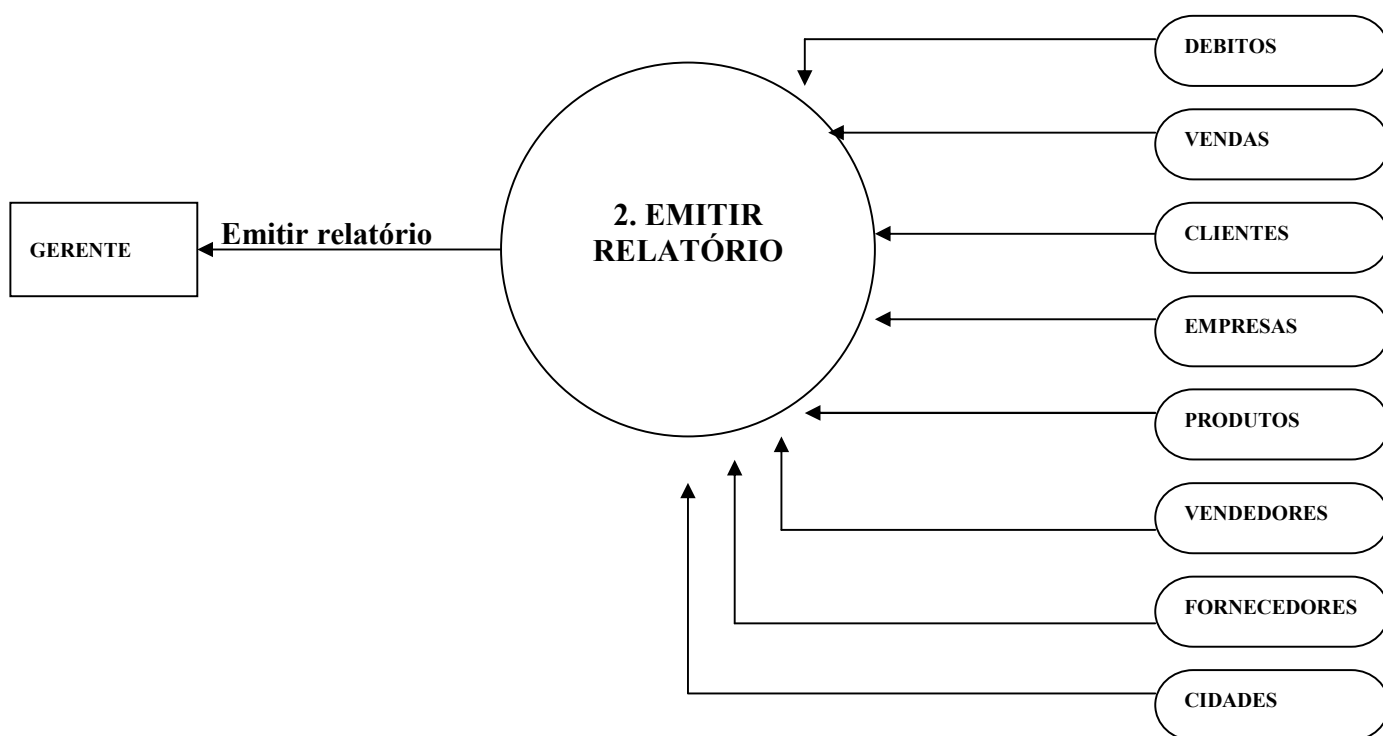 DEBITOS
VENDAS
2. EMITIR
RELATÓRIO
CLIENTES
Emitir relatório
GERENTE
EMPRESAS
PRODUTOS
VENDEDORES
FORNECEDORES
CIDADES